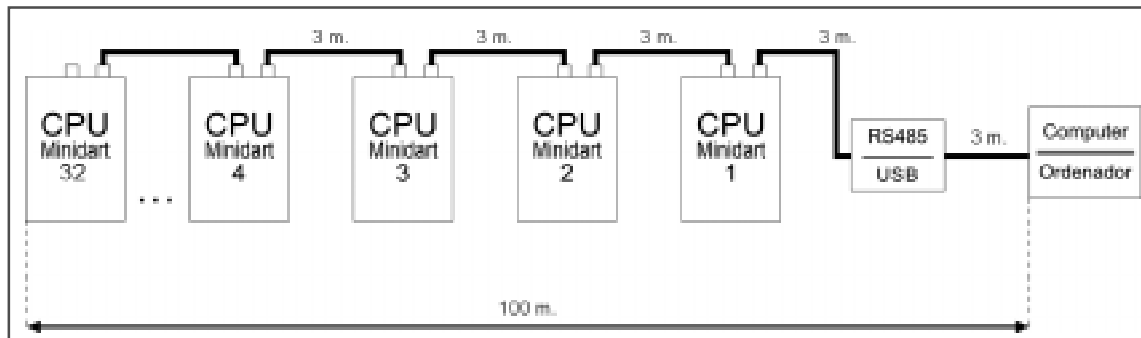 3 m. 3 m. 3 m. 3 m.
CPU
Minidart
32
...
CPU
Minidart
4
CPU
Minidart
3
CPU
Minidart
2
CPU
Minidart
1
RS485
USB
3 m.
Computer
Ordenador
100 m.